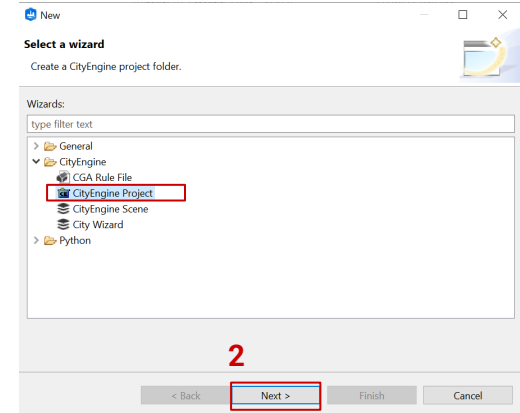 New
Select a wizard
Create a CityEngine project folder.
Wizards:
type filter text
General
CityEngine
CGA Rule File
CityEngine Project
CityEngine Scene
City Wizard
Python
2
< Back Next > Finish Cancel